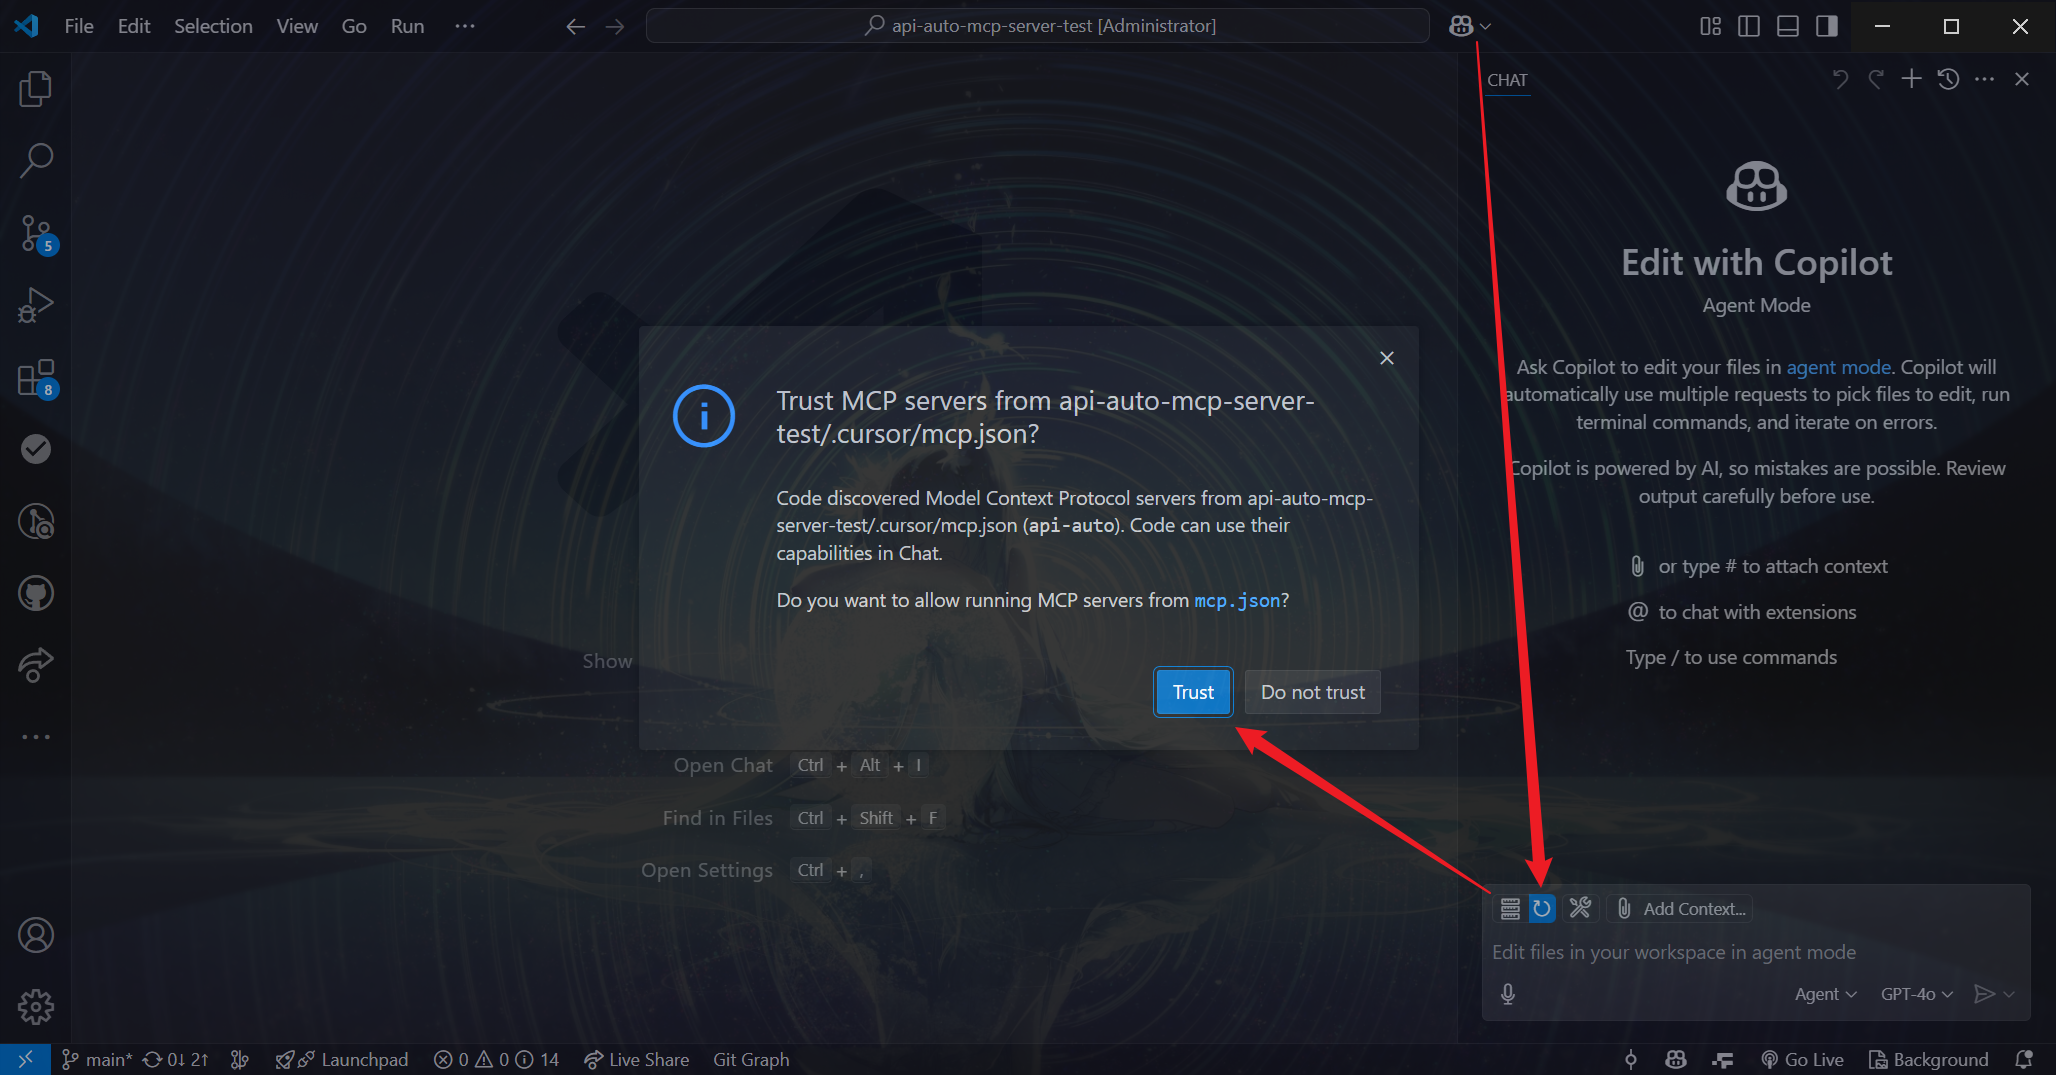 File Edit Selection View Go Run ···
api-auto-mcp-server-test [Administrator]
CHAT
5
8
Edit with Copilot
Agent Mode
Ask Copilot to edit your files in agent mode. Copilot will
automatically use multiple requests to pick files to edit, run
terminal commands, and iterate on errors.
Copilot is powered by AI, so mistakes are possible. Review
output carefully before use.
or type # to attach context
@ to chat with extensions
Type / to use commands
Trust MCP servers from api-auto-mcp-server-
test/.cursor/mcp.json?
Code discovered Model Context Protocol servers from api-auto-mcp-
server-test/.cursor/mcp.json (api-auto). Code can use their
capabilities in Chat.
Do you want to allow running MCP servers from mcp.json?
Trust Do not trust
Show
Open Chat Ctrl + Alt + I
Find in Files Ctrl + Shift + F
Open Settings Ctrl + ,
Add Context...
Edit files in your workspace in agent mode
Agent GPT-4o
main* 0↓ 2↑ Launchpad 0 0 14 Live Share Git Graph Go Live Background